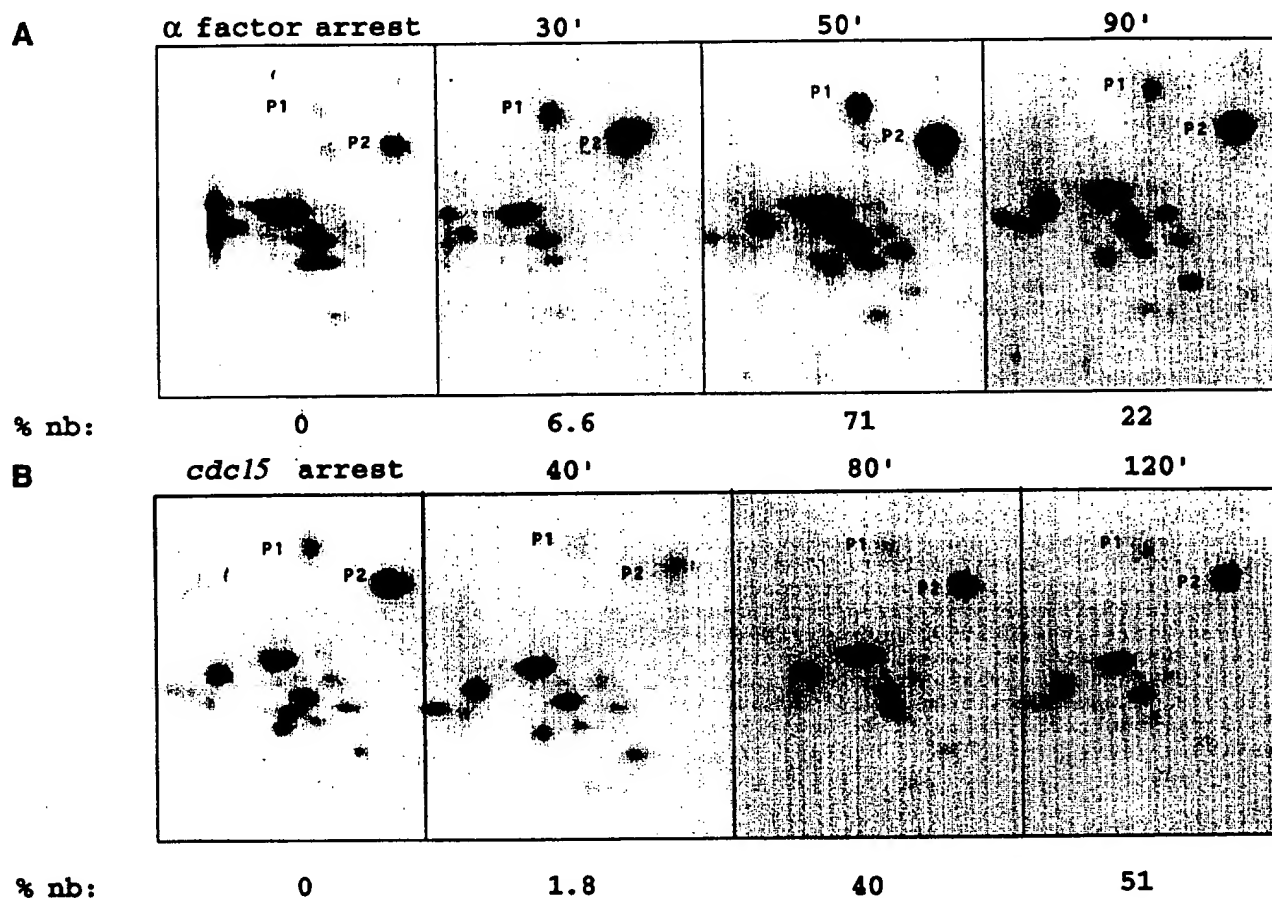 A
α factor arrest 30' 50' 90'
P1 P1 P1 P1
P2 P2 P2 P2
% nb: 0 6.6 71 22
B
cdc15 arrest 40' 80' 120'
P1 P1 P1 P1
P2 P2 P2 P2
% nb: 0 1.8 40 51